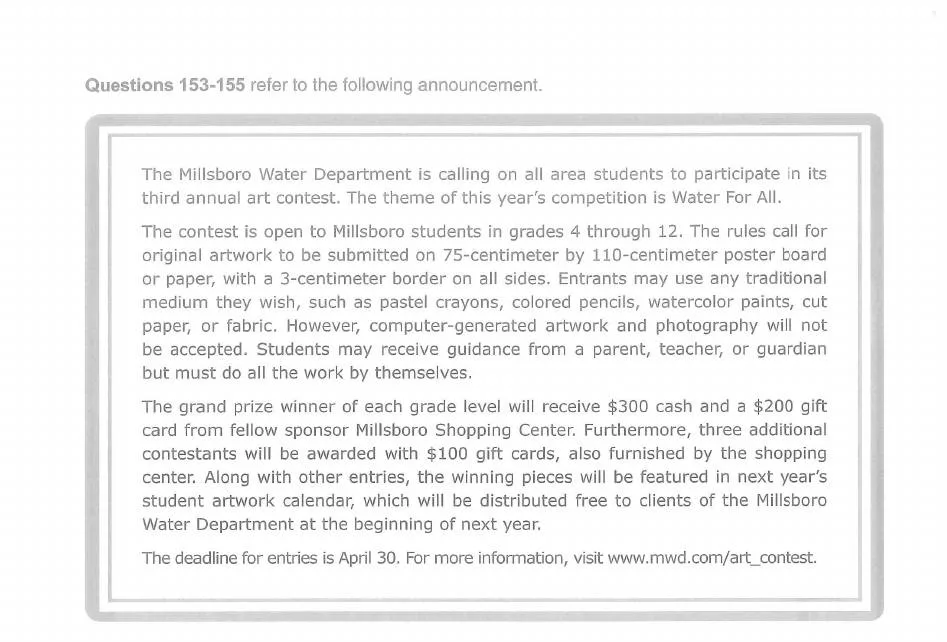 Questions 153-155 refer to the following announcement.
The Millsboro Water Department is calling on all area students to participate in its
third annual art contest. The theme of this year's competition is Water For All.
The contest is open to Millsboro students in grades 4 through 12. The rules call for
original artwork to be submitted on 75-centimeter by 110-centimeter poster board
or paper, with a 3-centimeter border on all sides. Entrants may use any traditional
medium they wish, such as pastel crayons, colored pencils, watercolor paints, cut
paper, or fabric. However, computer-generated artwork and photography will not
be accepted. Students may receive guidance from a parent, teacher, or guardian
but must do all the work by themselves.
The grand prize winner of each grade level will receive $300 cash and a $200 gift
card from fellow sponsor Millsboro Shopping Center. Furthermore, three additional
contestants will be awarded with $100 gift cards, also furnished by the shopping
center. Along with other entries, the winning pieces will be featured in next year's
student artwork calendar, which will be distributed free to clients of the Millsboro
Water Department at the beginning of next year.
The deadline for entries is April 30. For more information, visit www.mwd.com/art_contest.